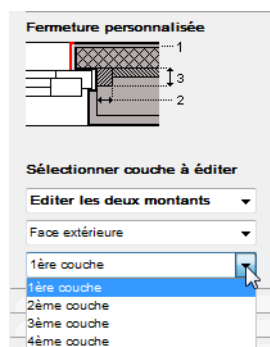 Fermeture personnalisée
1
3
2
Sélectionner couche à éditer
Editer les deux montants
Face extérieure
1ère couche
1ère couche
2ème couche
3ème couche
4ème couche